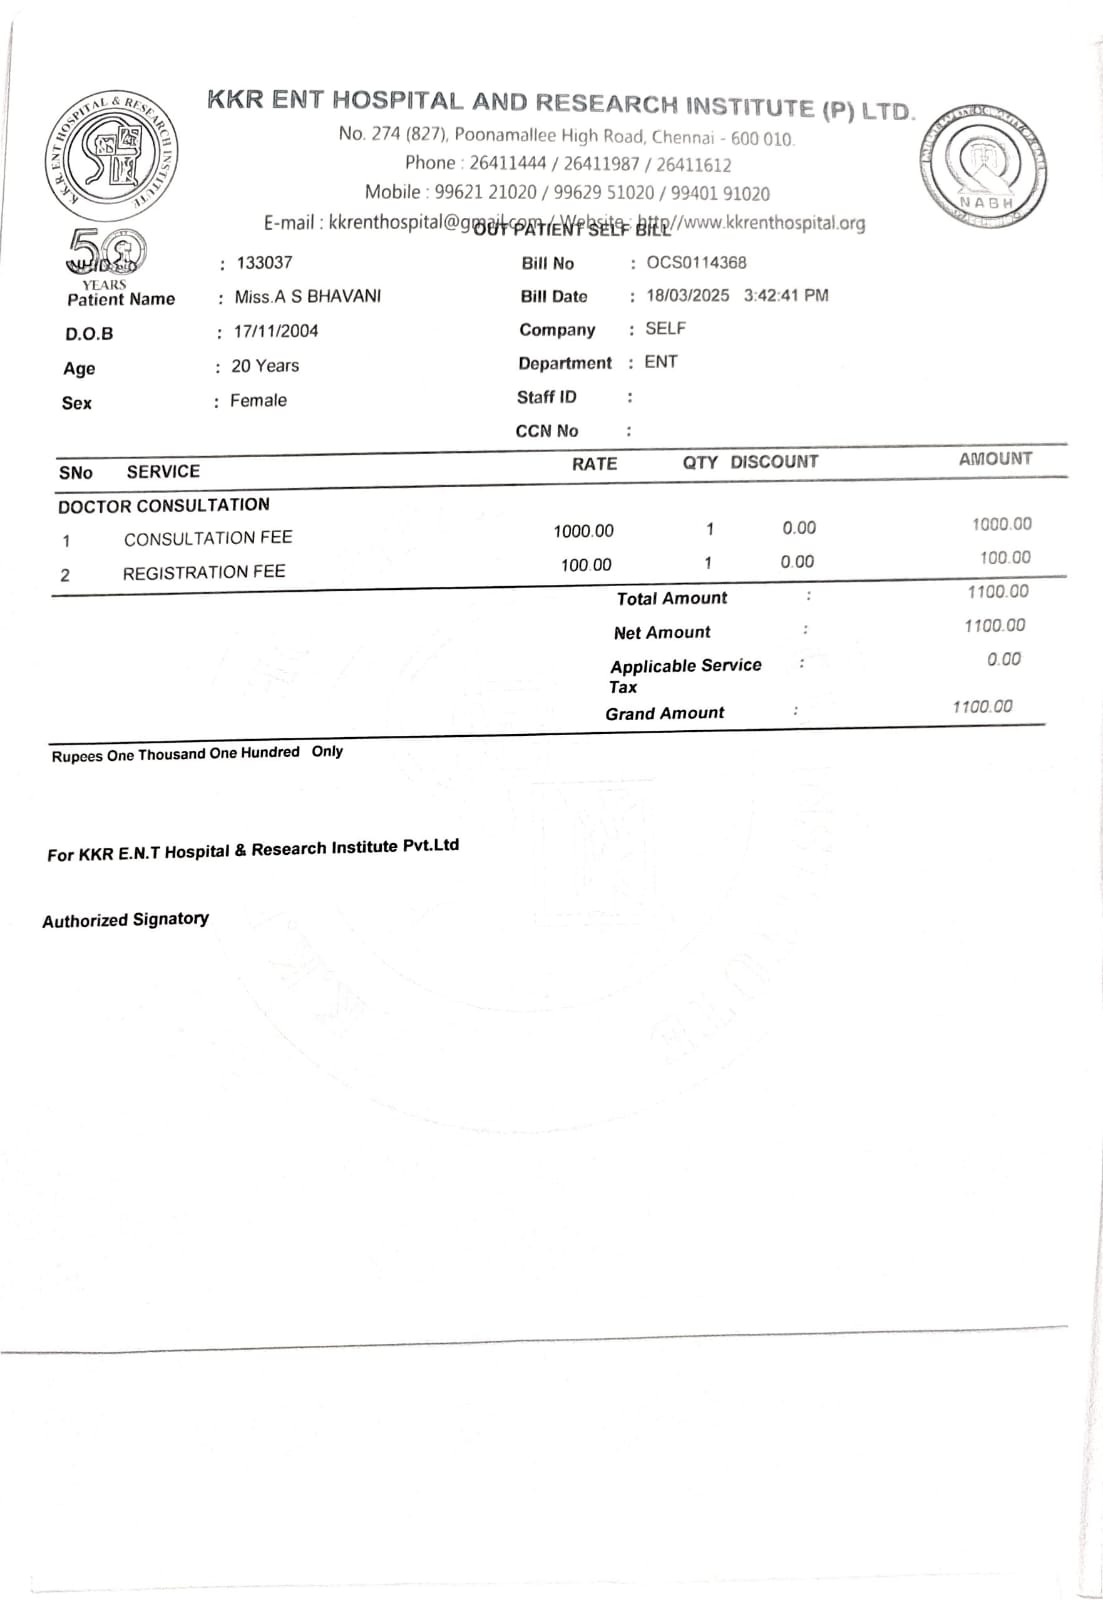 KKR ENT HOSPITAL AND RESEARCH INSTITUTE (P) LTD.
K.K.R. ENT HOSPITAL & RESEARCH INSTITUTE
No. 274 (827), Poonamallee High Road, Chennai - 600 010.
Phone : 26411444 / 26411987 / 26411612
NABH
Mobile : 99621 21020 / 99629 51020 / 99401 91020
E-mail : kkrenthospital@gmail.com / Website : http//www.kkrenthospital.org
OUT PATIENT SELF BILL
50
YEARS
: 133037 Bill No : OCS0114368
Patient Name : Miss.A S BHAVANI Bill Date : 18/03/2025 3:42:41 PM
D.O.B : 17/11/2004 Company : SELF
Age : 20 Years Department : ENT
Sex : Female Staff ID :
CCN No :
SNo SERVICE RATE QTY DISCOUNT AMOUNT
DOCTOR CONSULTATION
1 CONSULTATION FEE 1000.00 1 0.00 1000.00
2 REGISTRATION FEE 100.00 1 0.00 100.00
Total Amount : 1100.00
Net Amount : 1100.00
Applicable Service : 0.00
Tax
Grand Amount : 1100.00
Rupees One Thousand One Hundred Only
For KKR E.N.T Hospital & Research Institute Pvt.Ltd
Authorized Signatory